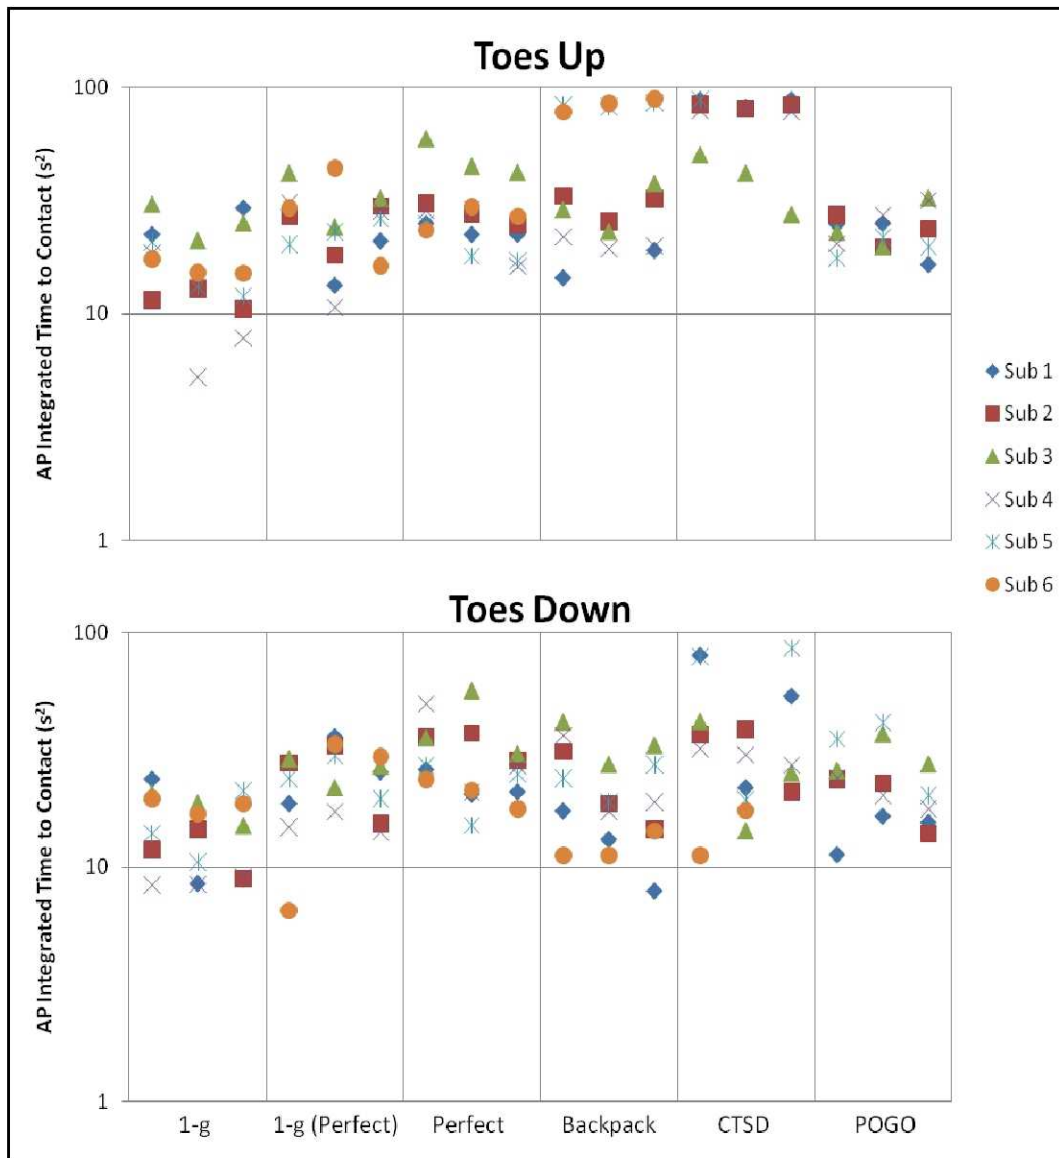 Toes Up
AP Integrated Time to Contact (s²)
100
10
1
Sub 1
Sub 2
Sub 3
Sub 4
Sub 5
Sub 6
Toes Down
AP Integrated Time to Contact (s²)
100
10
1
1-g
1-g (Perfect)
Perfect
Backpack
CTSD
POGO